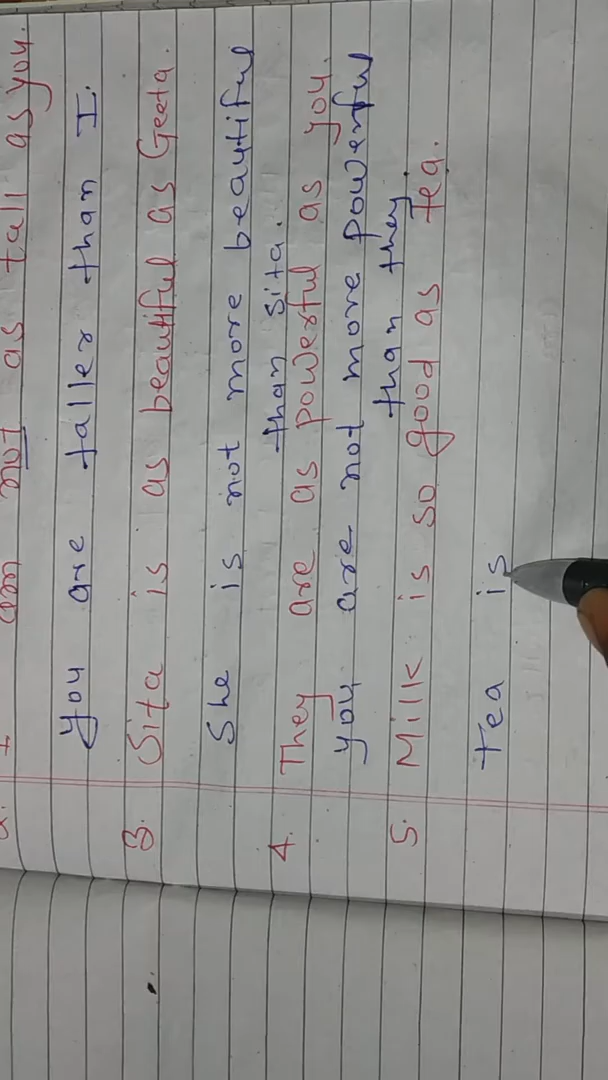 am not as tall as you.
you are taller than I.
3. Sita is as beautiful as Geeta.
She is not more beautiful
than sita.
4. They are as powerful as you.
you are not more powerful
than they.
5. Milk is so good as tea.
tea is